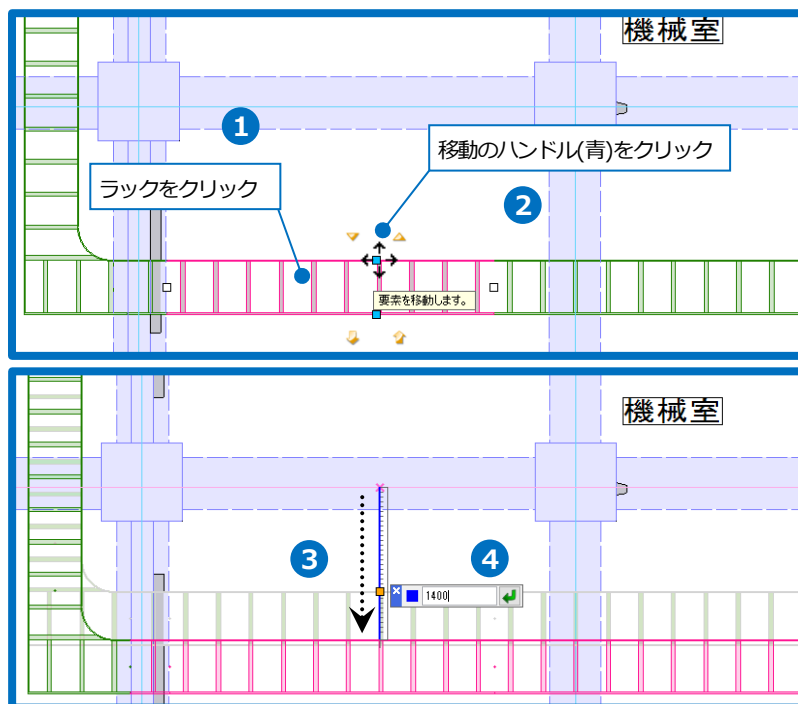 機械室
1
移動のハンドル(青)をクリック
ラックをクリック
2
要素を移動します。
機械室
3
4
1400